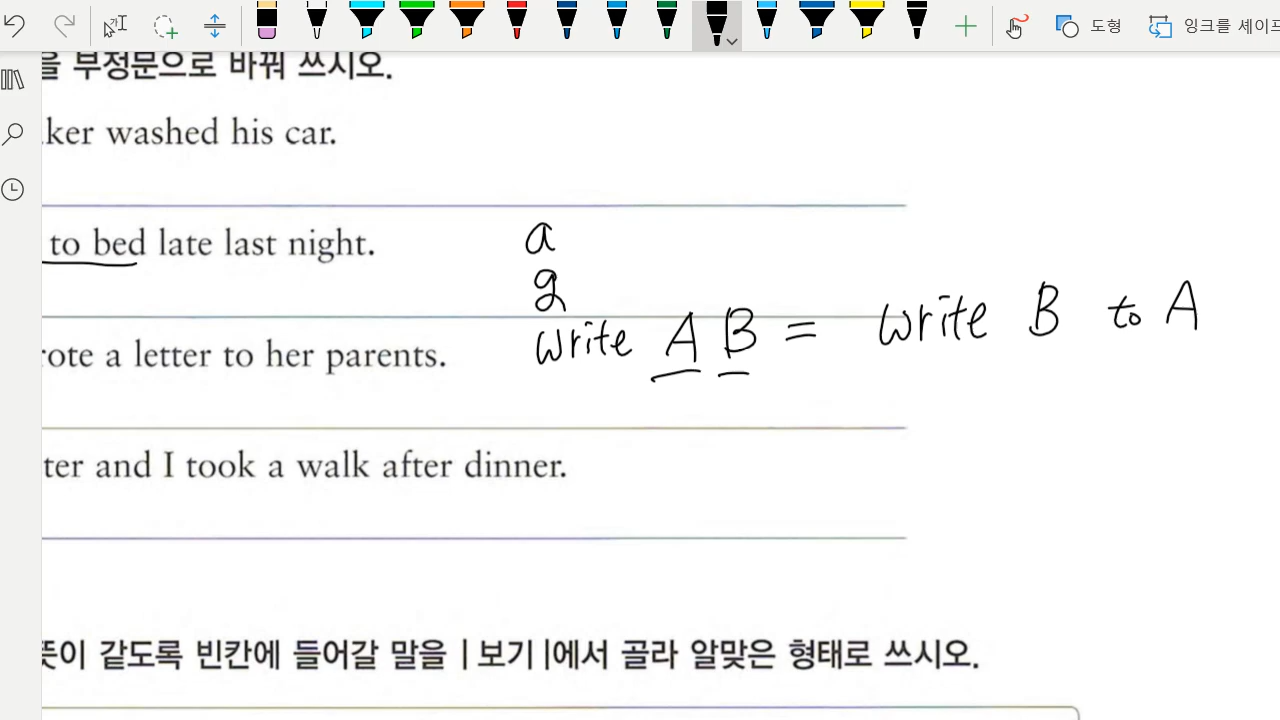 도형 잉크를 셰이프
을 부정문으로 바꿔 쓰시오.
ker washed his car.
to bed late last night.
a
g
write A B = write B to A
ote a letter to her parents.
ter and I took a walk after dinner.
뜻이 같도록 빈칸에 들어갈 말을 |보기|에서 골라 알맞은 형태로 쓰시오.